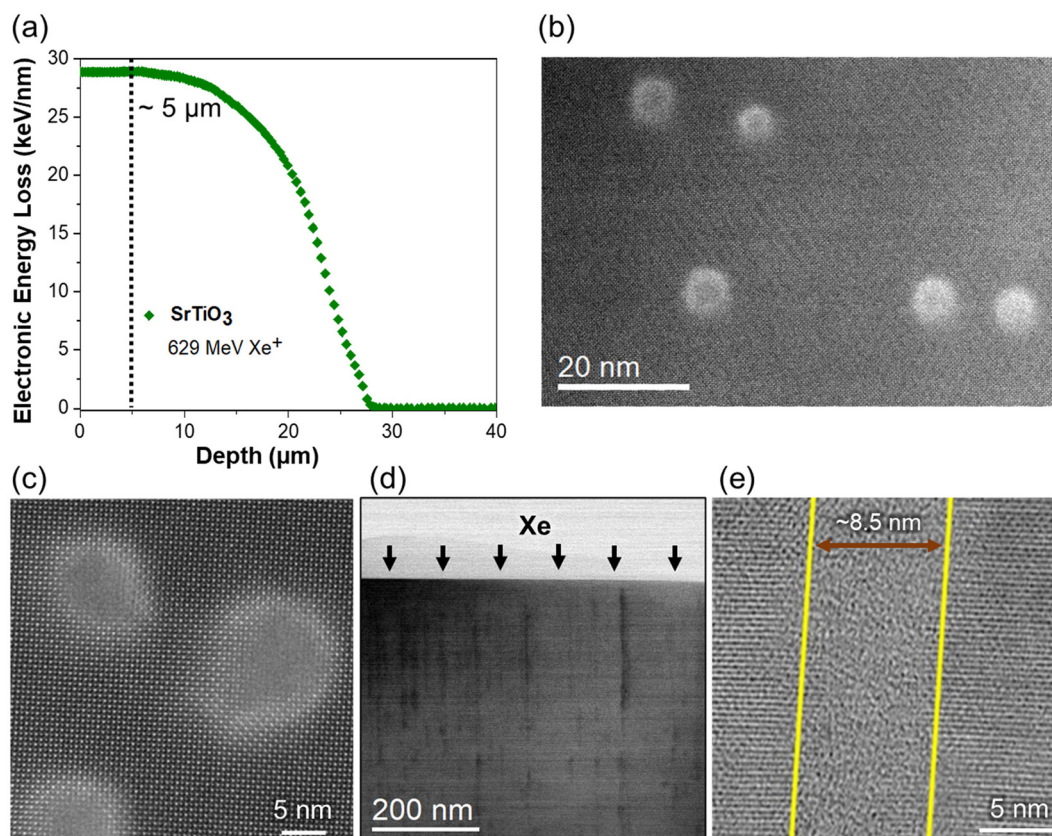 (a)
30
25
20
15
10
5
0
Electronic Energy Loss (keV/nm)
~ 5 µm
SrTiO3
629 MeV Xe+
0 10 20 30 40
Depth (µm)
(b)
20 nm
(c)
5 nm
(d)
Xe
200 nm
(e)
~8.5 nm
5 nm